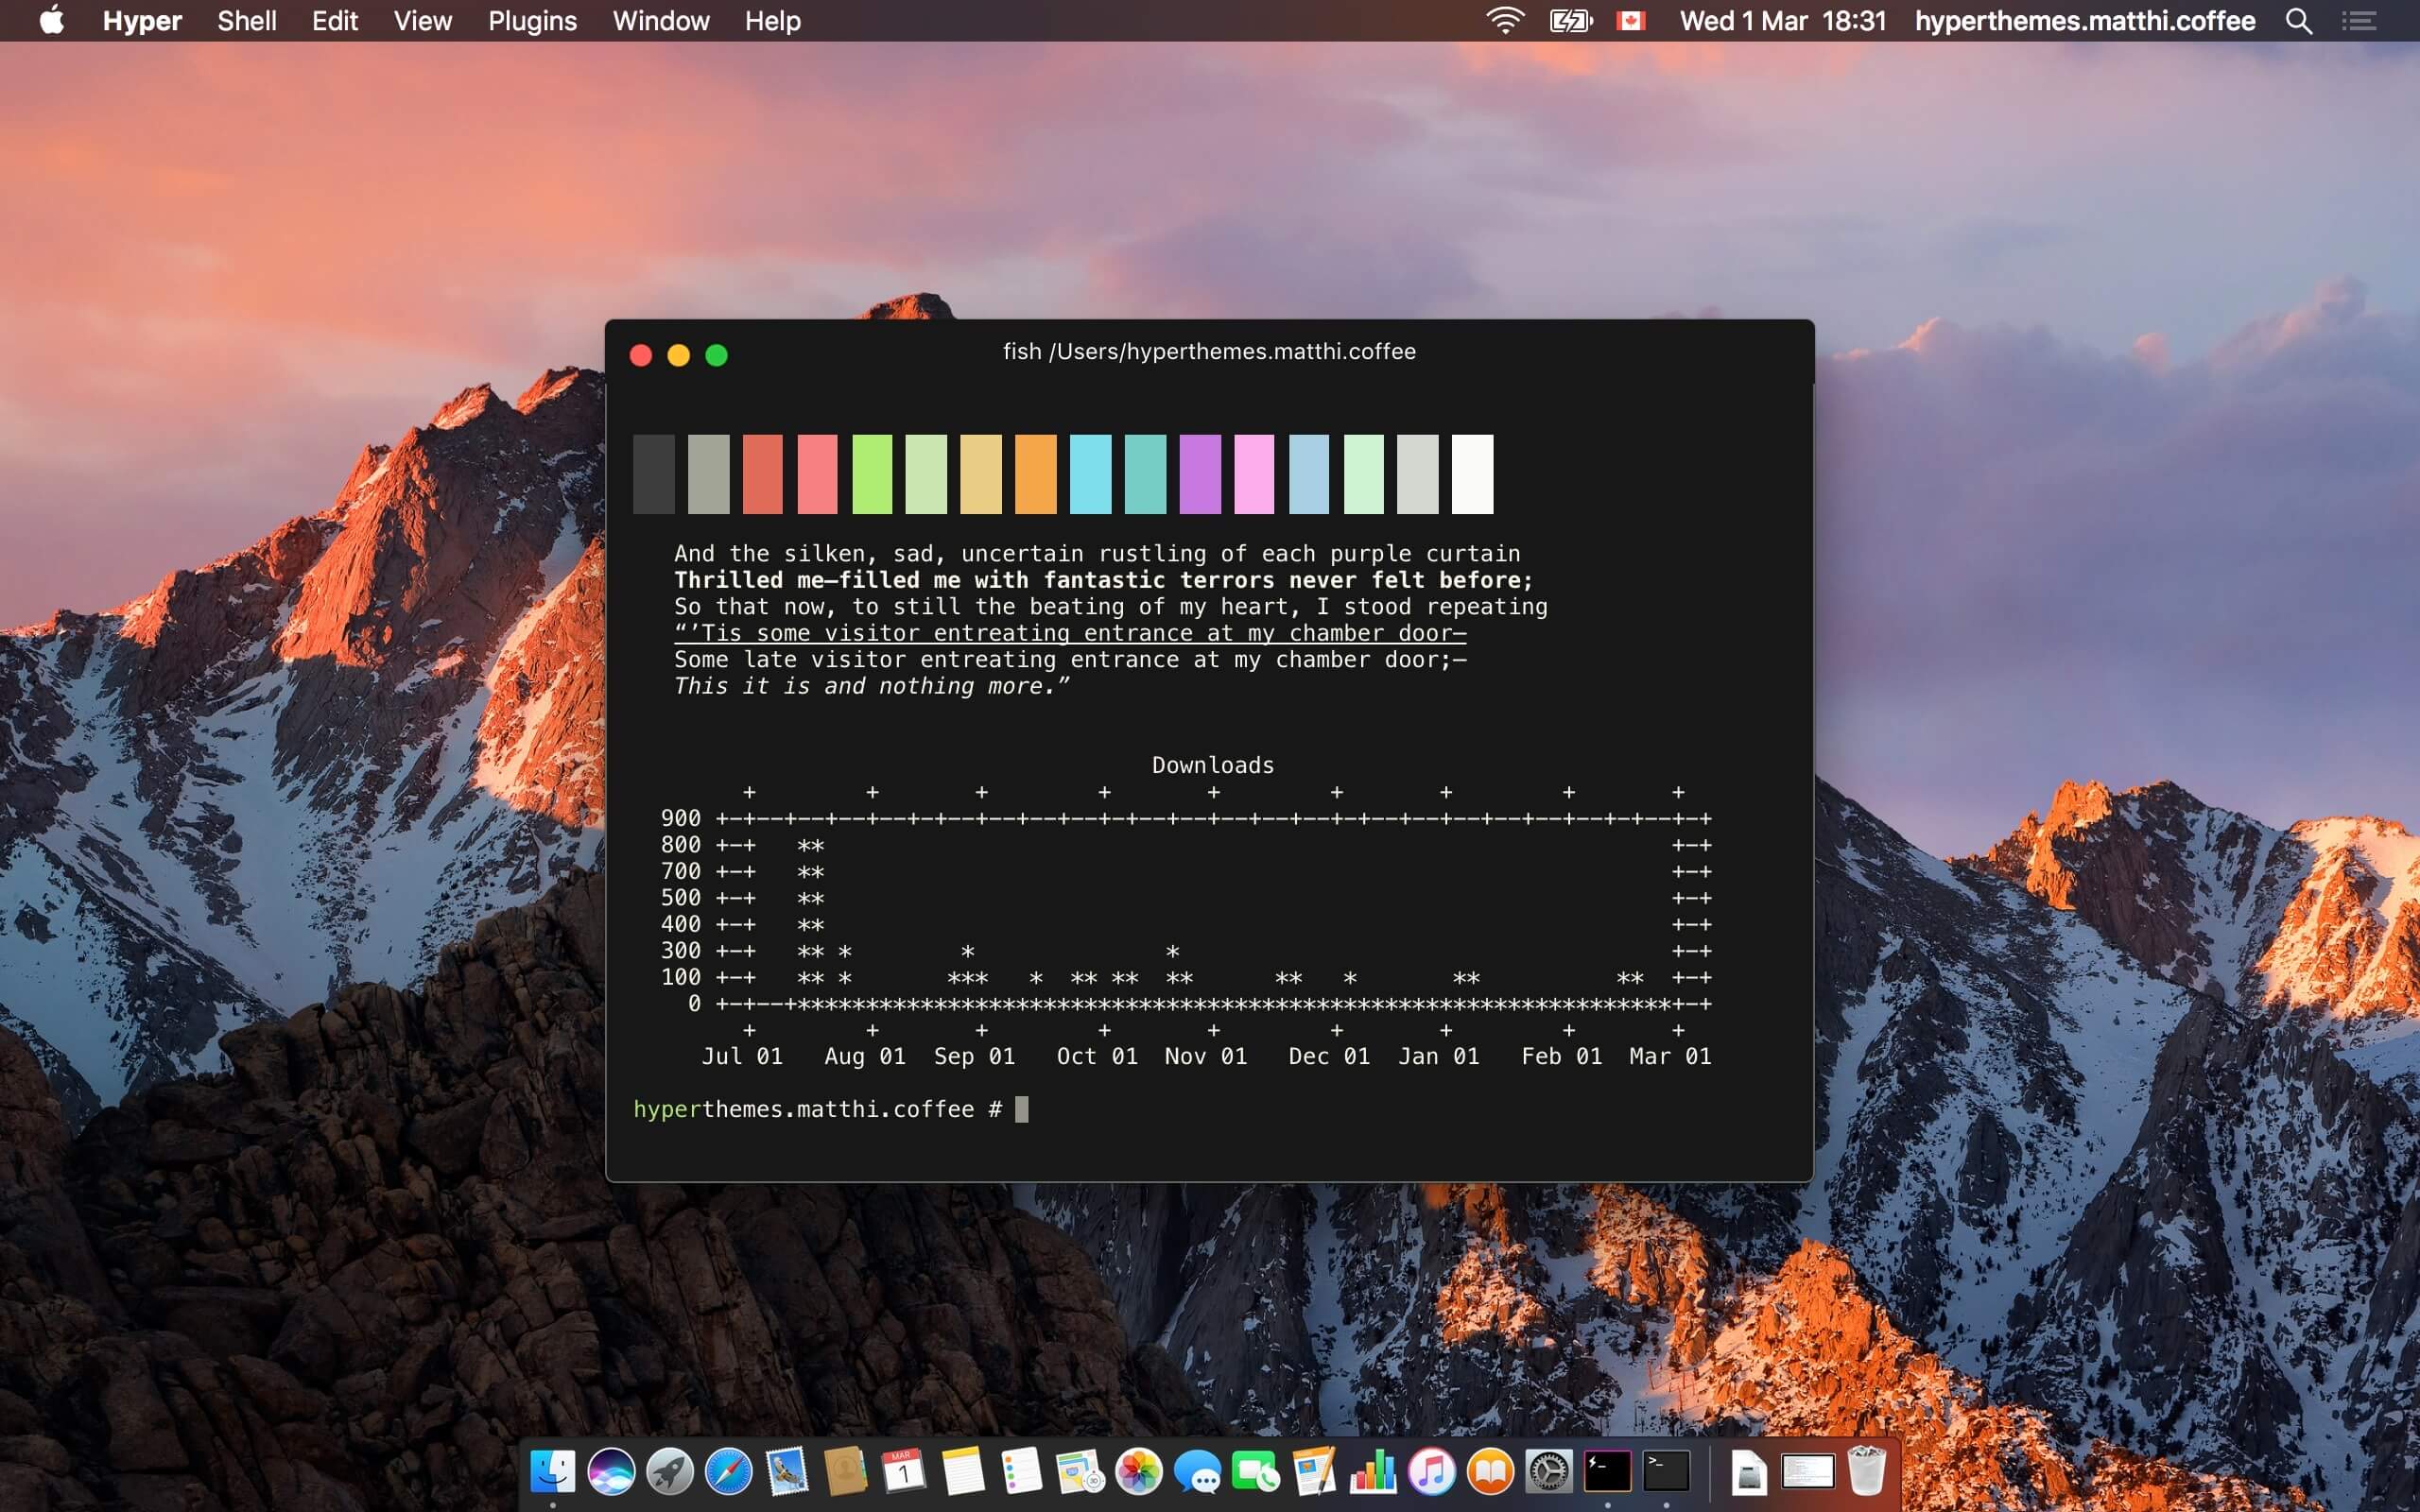 Hyper Shell Edit View Plugins Window Help Wed 1 Mar 18:31 hyperthemes.matthi.coffee
fish /Users/hyperthemes.matthi.coffee
And the silken, sad, uncertain rustling of each purple curtain
Thrilled me—filled me with fantastic terrors never felt before;
So that now, to still the beating of my heart, I stood repeating
“’Tis some visitor entreating entrance at my chamber door—
Some late visitor entreating entrance at my chamber door;—
This it is and nothing more.”
Downloads
900
800
700
500
400
300
100
0
Jul 01 Aug 01 Sep 01 Oct 01 Nov 01 Dec 01 Jan 01 Feb 01 Mar 01
hyperthemes.matthi.coffee #
MAR
1